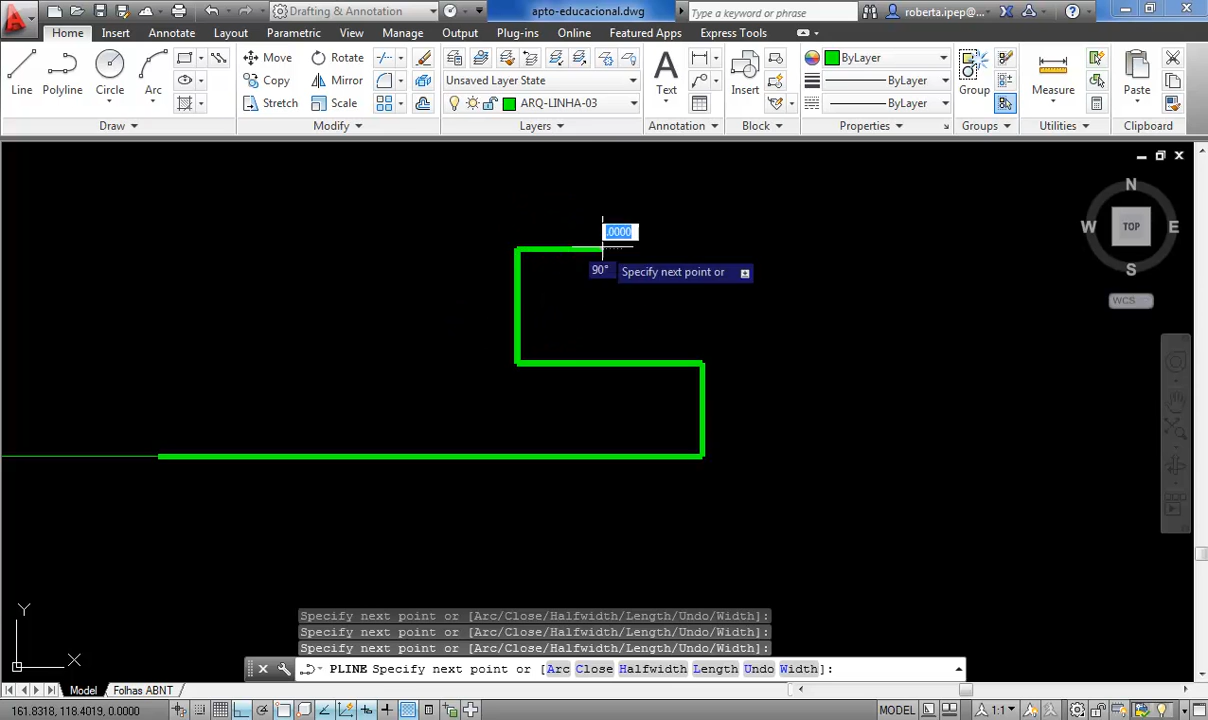 Drafting & Annotation apto-educacional.dwg Type a keyword or phrase roberta.ipep@...
Home Insert Annotate Layout Parametric View Manage Output Plug-ins Online Featured Apps Express Tools
Line Polyline Circle Arc
Move Rotate
Copy Mirror
Stretch Scale
Unsaved Layer State
ARQ-LINHA-03
Text
Insert
ByLayer
ByLayer
ByLayer
Group
Measure
Paste
Draw Modify Layers Annotation Block Properties Groups Utilities Clipboard
N
W TOP E
S
WCS
.0000
90° Specify next point or
Y
X
Specify next point or [Arc/Close/Halfwidth/Length/Undo/Width]:
Specify next point or [Arc/Close/Halfwidth/Length/Undo/Width]:
Specify next point or [Arc/Close/Halfwidth/Length/Undo/Width]:
PLINE Specify next point or [Arc Close Halfwidth Length Undo Width]:
Model Folhas ABNT
161.8318, 118.4019, 0.0000 MODEL 1:1